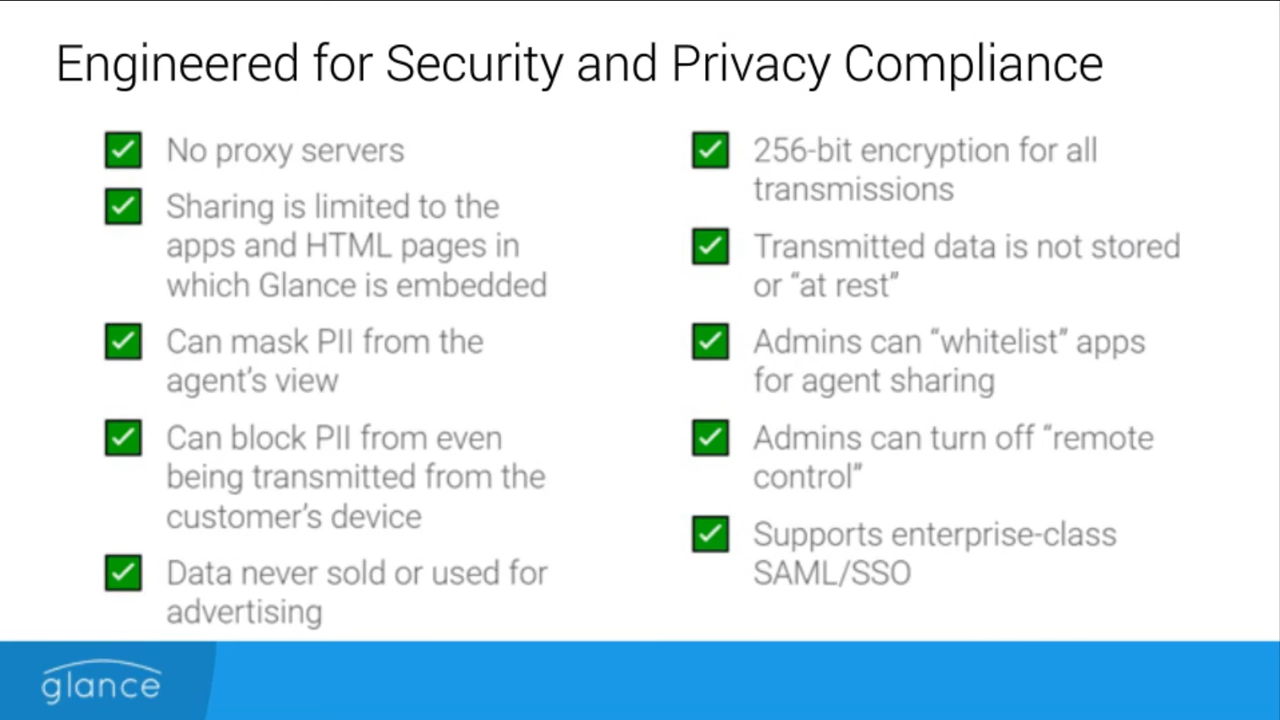 Engineered for Security and Privacy Compliance
No proxy servers
Sharing is limited to the
apps and HTML pages in
which Glance is embedded
Can mask PII from the
agent's view
Can block PII from even
being transmitted from the
customer's device
Data never sold or used for
advertising
256-bit encryption for all
transmissions
Transmitted data is not stored
or “at rest”
Admins can “whitelist” apps
for agent sharing
Admins can turn off “remote
control”
Supports enterprise-class
SAML/SSO
glance